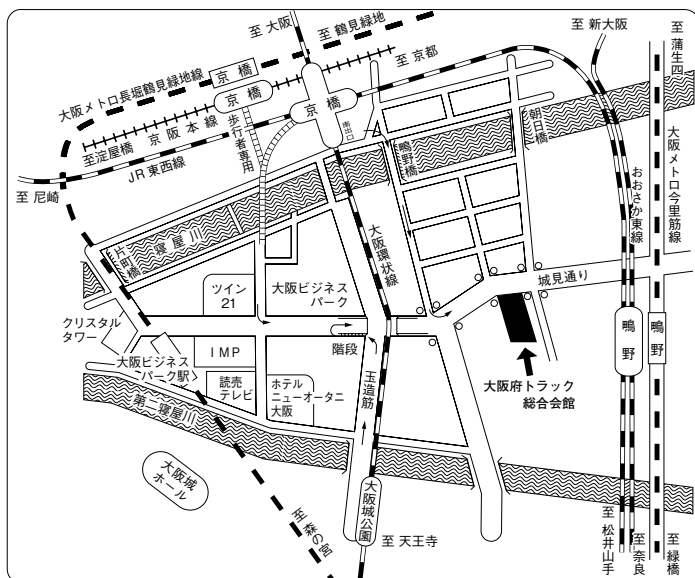 至 大阪
至 鶴見緑地
至 新大阪
至 蒲生四
大阪メトロ長堀鶴見緑地線
京橋
至 京都
京橋
京橋
京阪本線
至淀屋橋
歩行者専用
南出口
JR東西線
至 尼崎
朝日橋
鴫野橋
大阪メトロ今里筋線
おおさか東線
片町橋
寝屋川
大阪環状線
城見通り
ツイン
21
大阪ビジネス
パーク
クリスタル
タワー
階段
鴫野
鴫野
大阪ビジネス
パーク駅
IMP
読売
テレビ
ホテル
ニューオータニ
大阪
玉造筋
大阪府トラック
総合会館
第二寝屋川
大阪城
ホール
大阪城公園
至 森の宮
至 天王寺
至 松井山手
至 奈良
至 緑橋